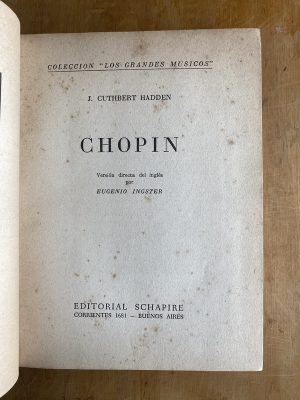 COLECCION "LOS GRANDES MUSICOS"
J. CUTHBERT HADDEN
CHOPIN
Versión directa del inglés
por
EUGENIO INGSTER
EDITORIAL SCHAPIRE
CORRIENTES 1681 — BUENOS AIRES